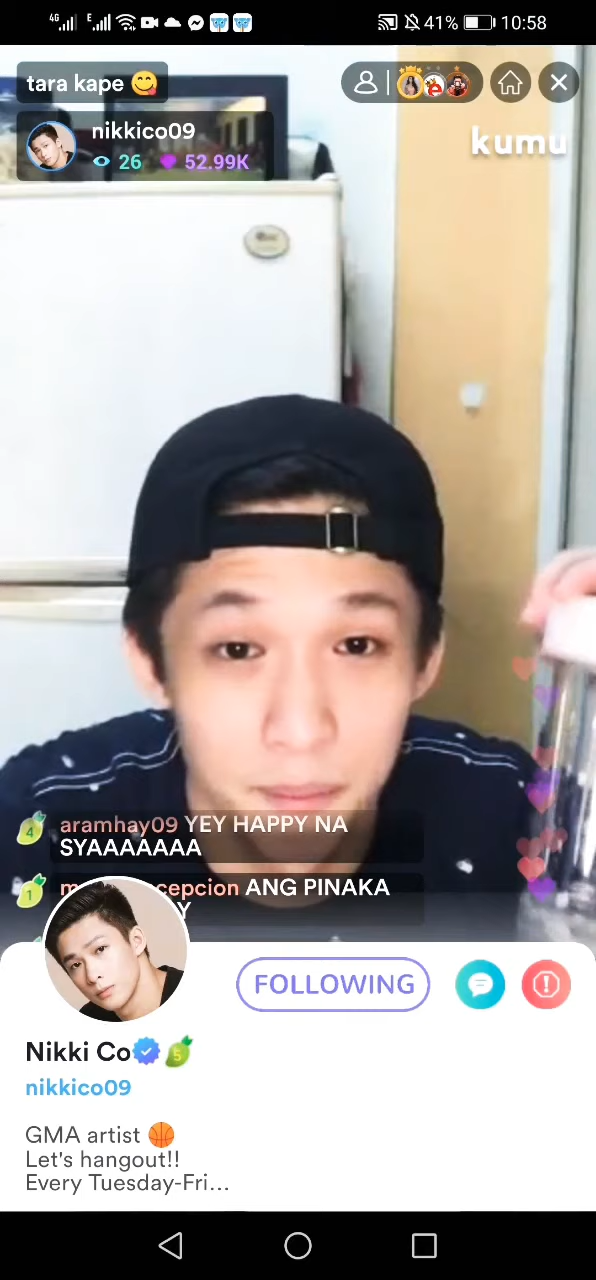 4G E 41% 10:58
tara kape 😋
nikkico09
26 52.99K
kumu
4 aramhay09 YEY HAPPY NA
SYAAAAAAA
1 cepcion ANG PINAKA
FOLLOWING
Nikki Co 5
nikkico09
GMA artist 🏀
Let's hangout!!
Every Tuesday-Fri...